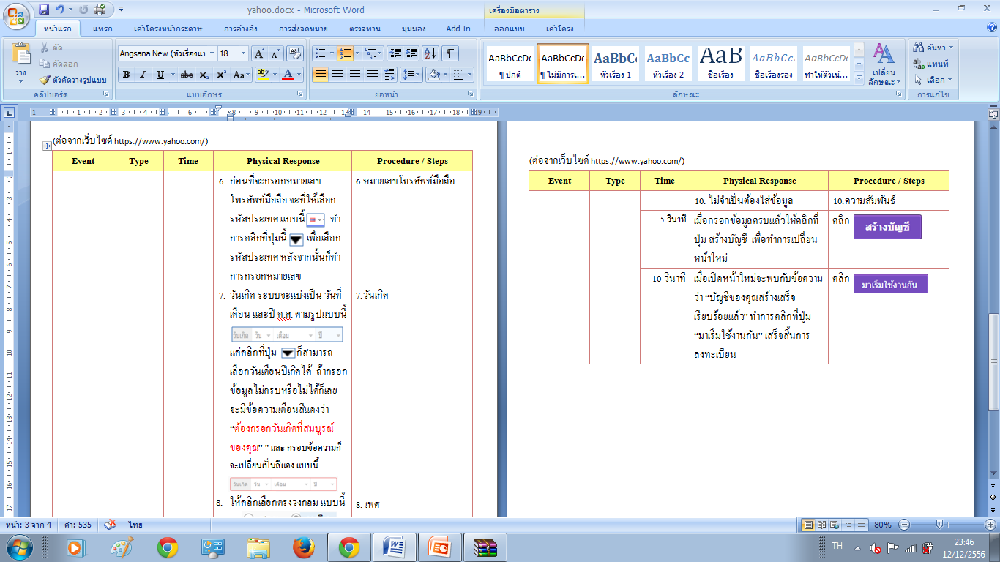 yahoo.docx - Microsoft Word
เครื่องมือตาราง
หน้าแรก แทรก เค้าโครงหน้ากระดาษ การอ้างอิง การส่งจดหมาย ตรวจทาน มุมมอง Add-In ออกแบบ เค้าโครง
วาง
ตัด
คัดลอก
ตัวคัดวางรูปแบบ
คลิปบอร์ด
Angsana New (หัวเรื่องแบ 18
B I U abc x₂ x² Aa
แบบอักษร
ย่อหน้า
AaBbCcDc AaBbCcDc AaBbC AaBbCc AaB AaBbCc. AaBbCcDc
¶ ปกติ ¶ ไม่มีการเ... หัวเรื่อง 1 หัวเรื่อง 2 ชื่อเรื่อง ชื่อเรื่องรอง ทำให้ตัวเน้...
ลักษณะ
เปลี่ยน
ลักษณะ
ค้นหา
แทนที่
เลือก
การแก้ไข
(ต่อจากเว็บไซต์ https://www.yahoo.com/)
Event Type Time Physical Response Procedure / Steps
6. ก่อนที่จะกรอกหมายเลข 6.หมายเลขโทรศัพท์มือถือ
โทรศัพท์มือถือ จะที่ให้เลือก
รหัสประเทศ แบบนี้ ทำ
การคลิกที่ปุ่มนี้ เพื่อเลือก
รหัสประเทศ หลังจากนั้นก็ทำ
การกรอกหมายเลข
7. วันเกิด ระบบจะแบ่งเป็น วันที่ 7.วันเกิด
เดือน และปี ค.ศ. ตามรูปแบบนี้
วันเกิด วัน เดือน ปี
แค่คลิกที่ปุ่ม ก็สามารถ
เลือกวันเดือนปีเกิดได้ ถ้ากรอก
ข้อมูลไม่ครบหรือไม่ได้ก็เลย
จะมีข้อความเตือนสีแดงว่า
“ต้องกรอกวันเกิดที่สมบูรณ์
ของคุณ” ” และ กรอบข้อความก็
จะเปลี่ยนเป็นสีแดง แบบนี้
วันเกิด วัน เดือน ปี
8. ให้คลิกเลือกตรงวงกลม แบบนี้ 8. เพศ
(ต่อจากเว็บไซต์ https://www.yahoo.com/)
Event Type Time Physical Response Procedure / Steps
10. ไม่จำเป็นต้องใส่ข้อมูล 10.ความสัมพันธ์
5 วินาที เมื่อกรอกข้อมูลครบแล้วให้คลิกที่ คลิก สร้างบัญชี
ปุ่ม สร้างบัญชี เพื่อทำการเปลี่ยน
หน้าใหม่
10 วินาที เมื่อเปิดหน้าใหม่จะพบกับข้อความ คลิก มาเริ่มใช้งานกัน
ว่า “บัญชีของคุณสร้างเสร็จ
เรียบร้อยแล้ว” ทำการคลิกที่ปุ่ม
“มาเริ่มใช้งานกัน” เสร็จสิ้นการ
ลงทะเบียน
หน้า: 3 จาก 4 คำ: 535 ไทย 80%
TH 23:46
12/12/2556